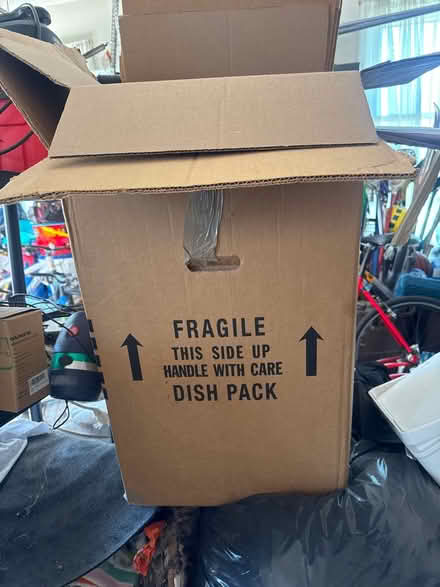 FRAGILE
THIS SIDE UP
HANDLE WITH CARE
DISH PACK